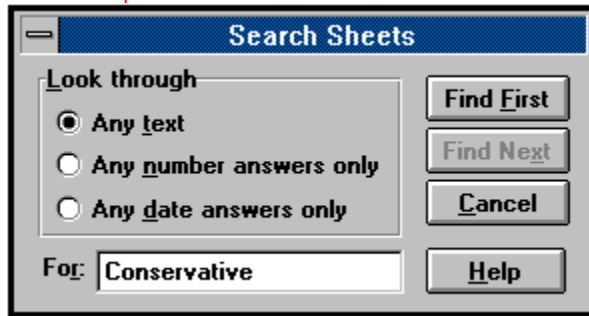 Search Sheets
Look through
Any text
Any number answers only
Any date answers only
For: Conservative
Find First
Find Next
Cancel
Help